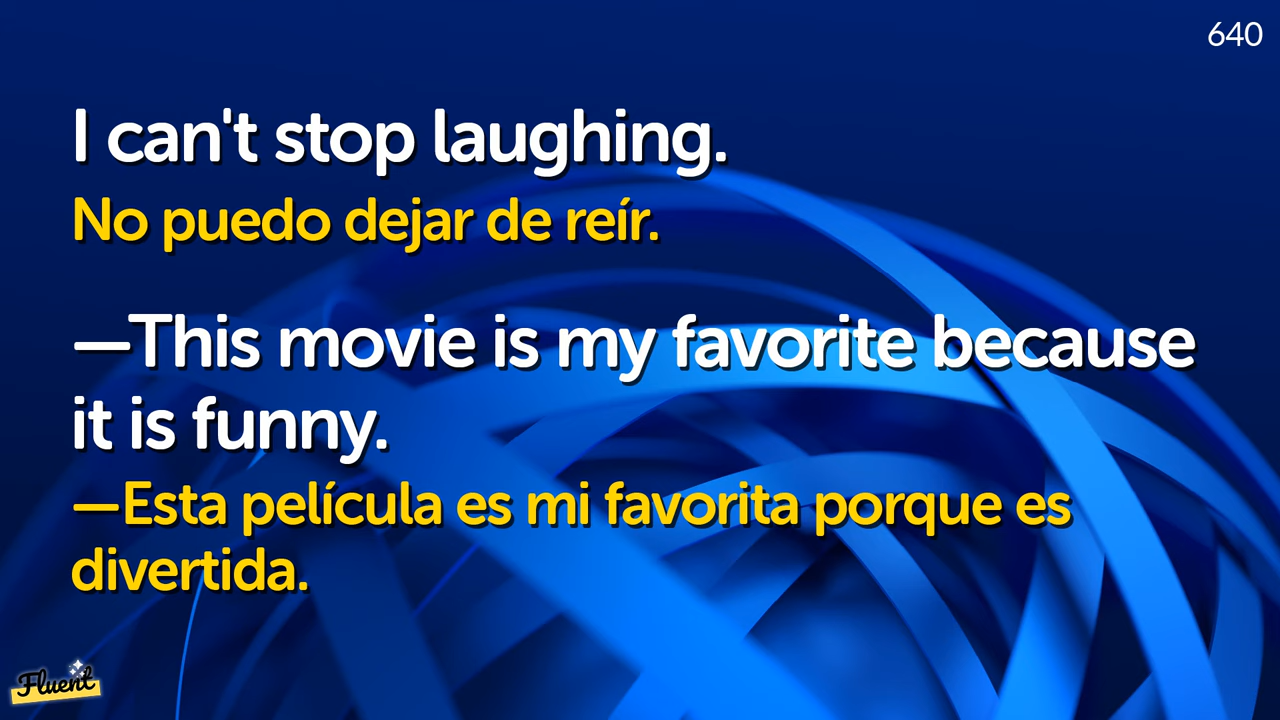 640
I can't stop laughing.
No puedo dejar de reír.
—This movie is my favorite because
it is funny.
—Esta película es mi favorita porque es
divertida.
Fluent